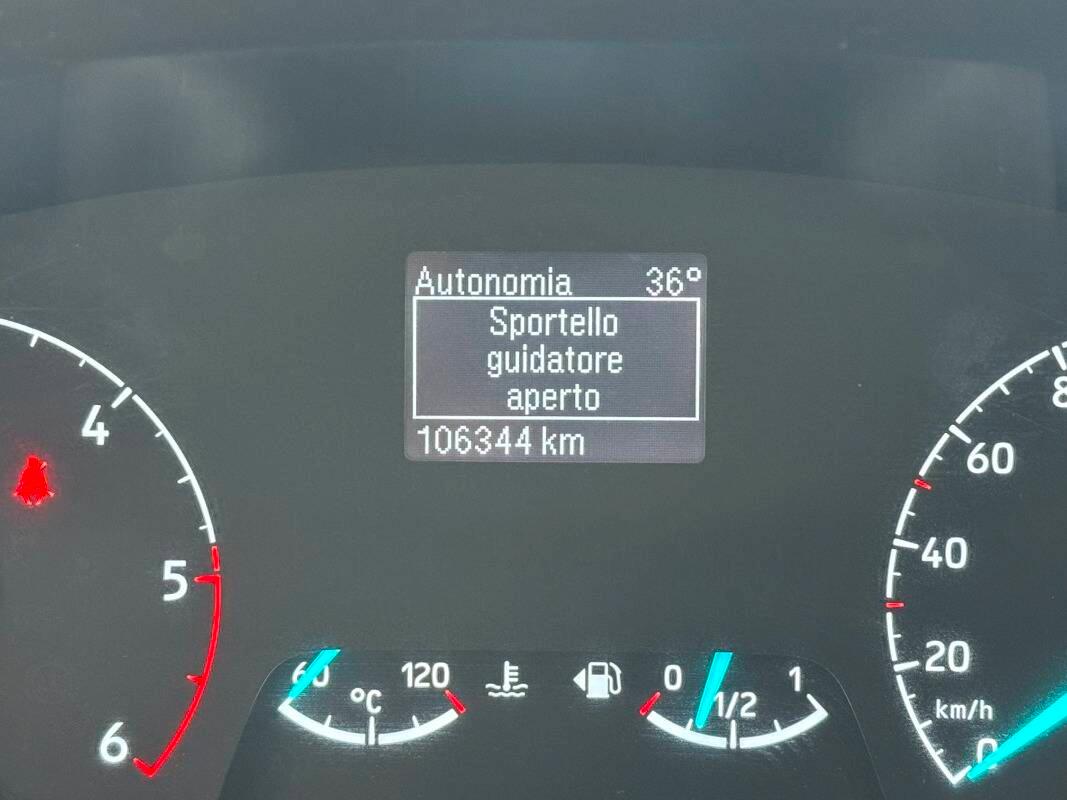 Autonomia 36°
Sportello
guidatore
aperto
106344 km
4
5
6
60 120
°C
0 1/2 1
8
60
40
20
km/h
0